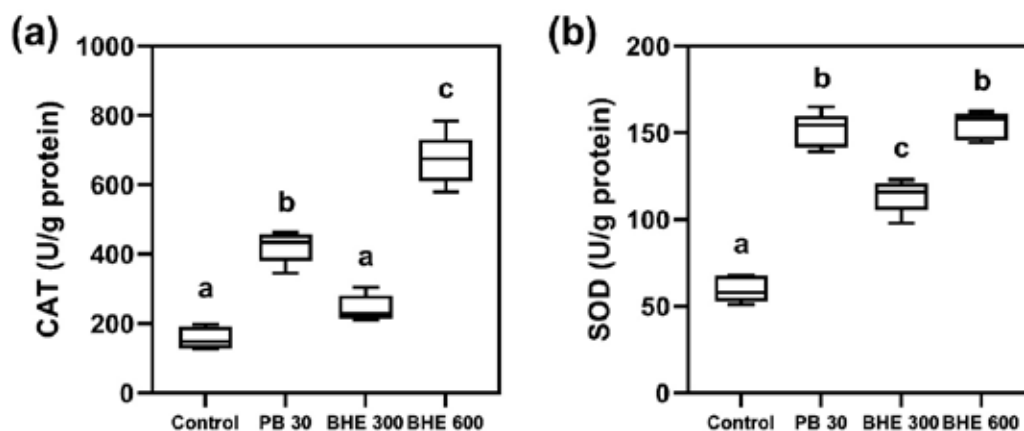 (a)
CAT (U/g protein)
1000
800
600
400
200
0
a
b
a
c
Control PB 30 BHE 300 BHE 600
(b)
SOD (U/g protein)
200
150
100
50
0
a
b
c
b
Control PB 30 BHE 300 BHE 600